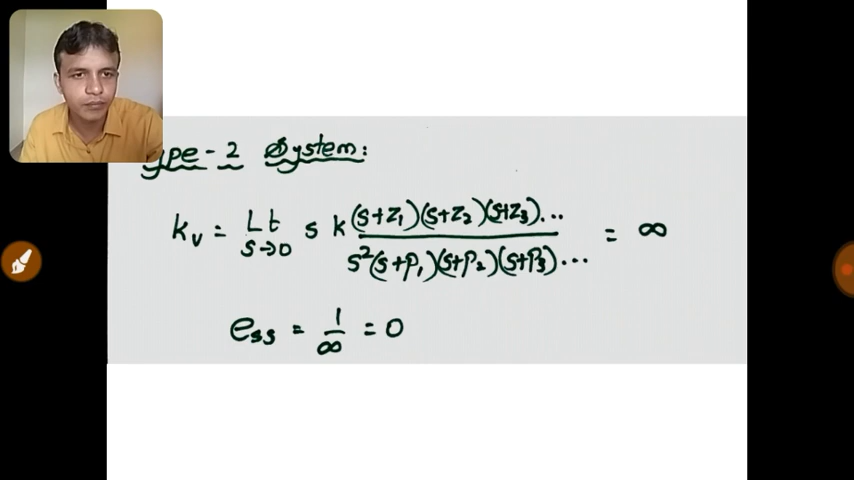 ype-2 System:
Kv = Lt s→0 s k (s+z₁)(s+z₂)(s+z₃)... / s²(s+p₁)(s+p₂)(s+p₃)... = ∞
ess = 1/∞ = 0